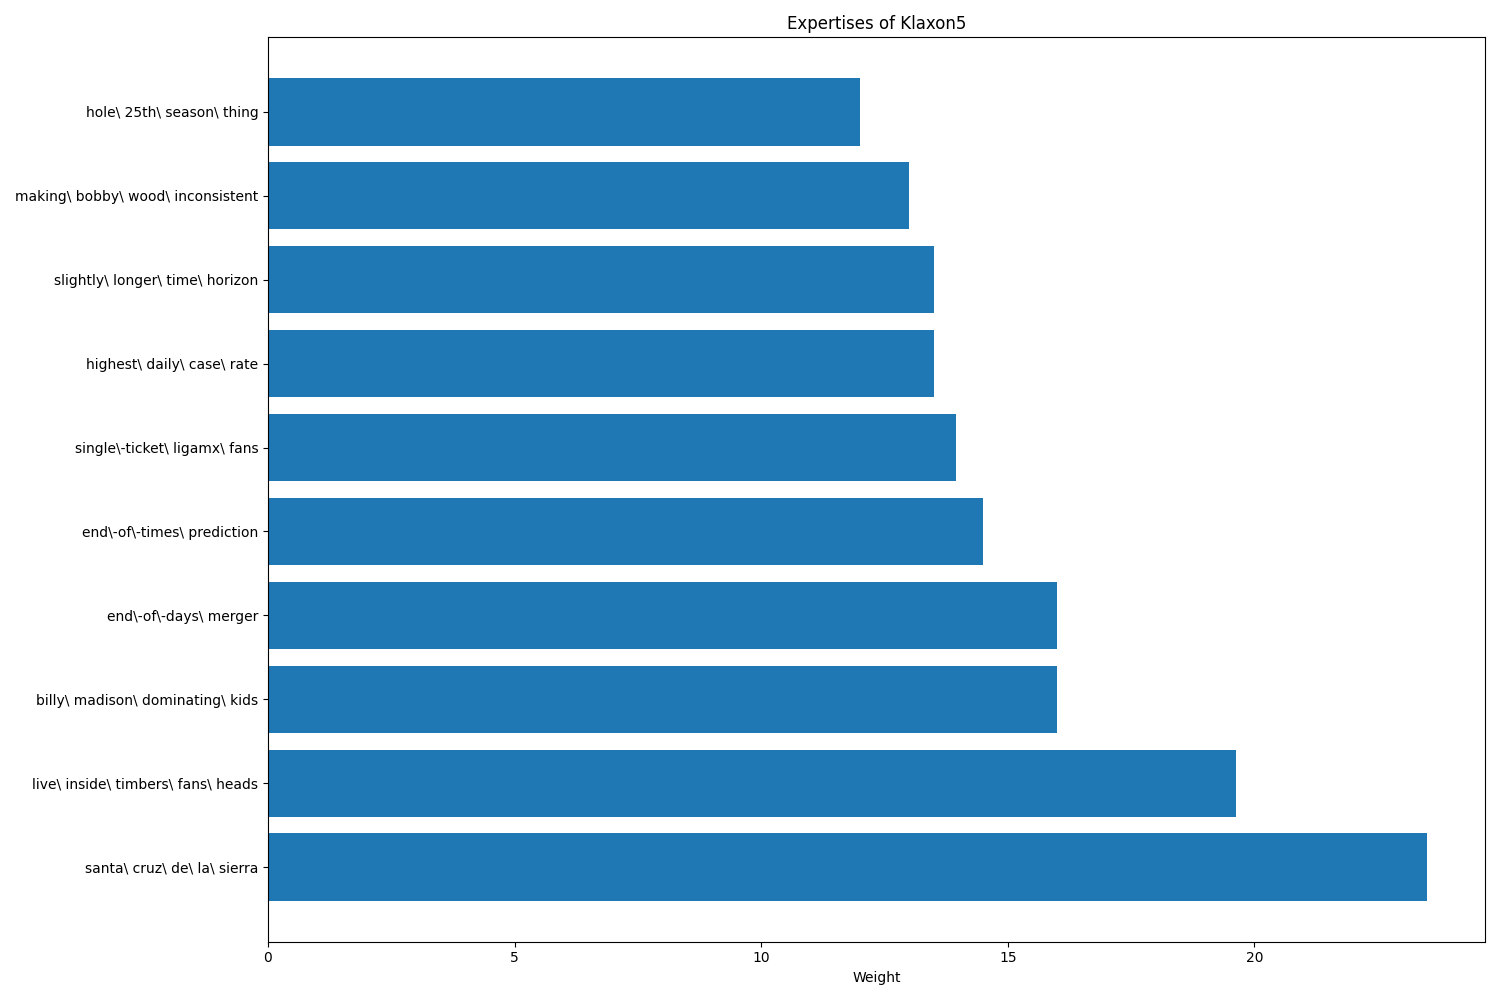 Expertises of Klaxon5
hole\ 25th\ season\ thing
making\ bobby\ wood\ inconsistent
slightly\ longer\ time\ horizon
highest\ daily\ case\ rate
single\-ticket\ ligamx\ fans
end\-of\-times\ prediction
end\-of\-days\ merger
billy\ madison\ dominating\ kids
live\ inside\ timbers\ fans\ heads
santa\ cruz\ de\ la\ sierra
0 5 10 15 20
Weight